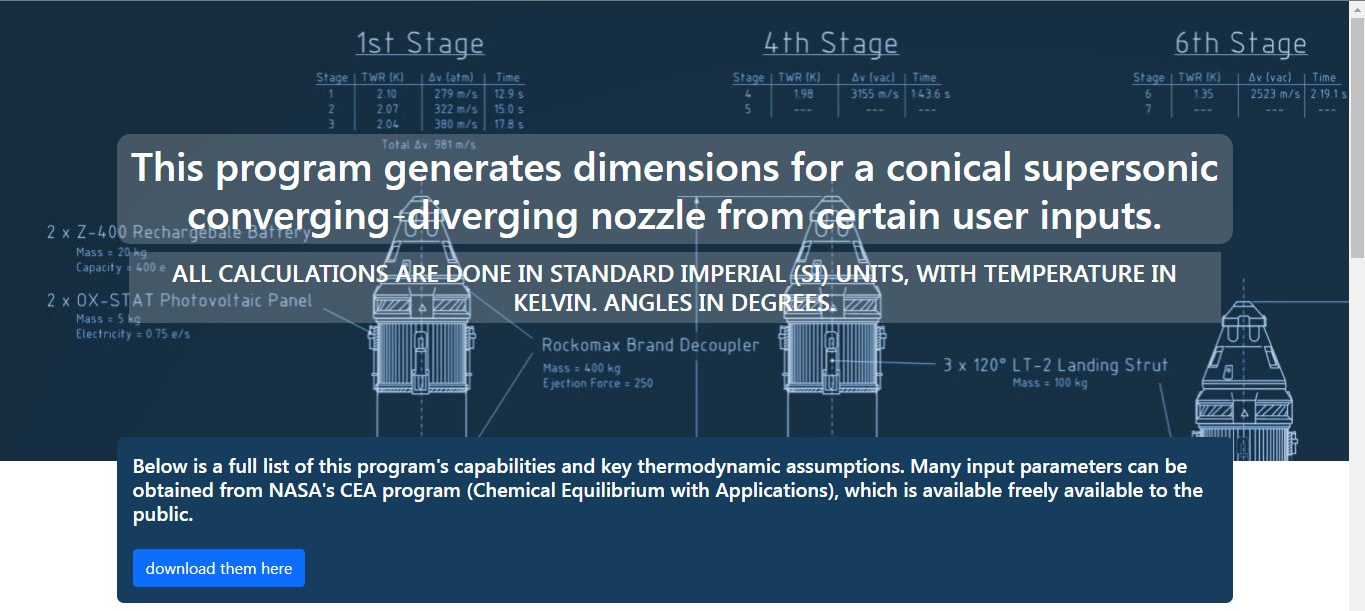 1st Stage
4th Stage
6th Stage
Stage TWR (K) Δv (atm) Time
1 2.10 279 m/s 12.9 s
2 2.07 322 m/s 15.0 s
3 2.04 380 m/s 17.8 s
Total Δv: 981 m/s
Stage TWR (K) Δv (vac) Time
4 1.98 3155 m/s 1:43.6 s
5 --- --- ---
Stage TWR (K) Δv (vac) Time
6 1.35 2523 m/s 2:19.1 s
7 --- --- ---
This program generates dimensions for a conical supersonic
converging-diverging nozzle from certain user inputs.
2 x Z-400 Rechargebale Battery
Mass = 20 kg
Capacity = 400 e
ALL CALCULATIONS ARE DONE IN STANDARD IMPERIAL (SI) UNITS, WITH TEMPERATURE IN
KELVIN. ANGLES IN DEGREES.
2 x OX-STAT Photovoltaic Panel
Mass = 5 kg
Electricity = 0.75 e/s
Rockomax Brand Decoupler
Mass = 400 kg
Ejection Force = 250
3 x 120° LT-2 Landing Strut
Mass = 100 kg
Below is a full list of this program's capabilities and key thermodynamic assumptions. Many input parameters can be
obtained from NASA's CEA program (Chemical Equilibrium with Applications), which is available freely available to the
public.
download them here